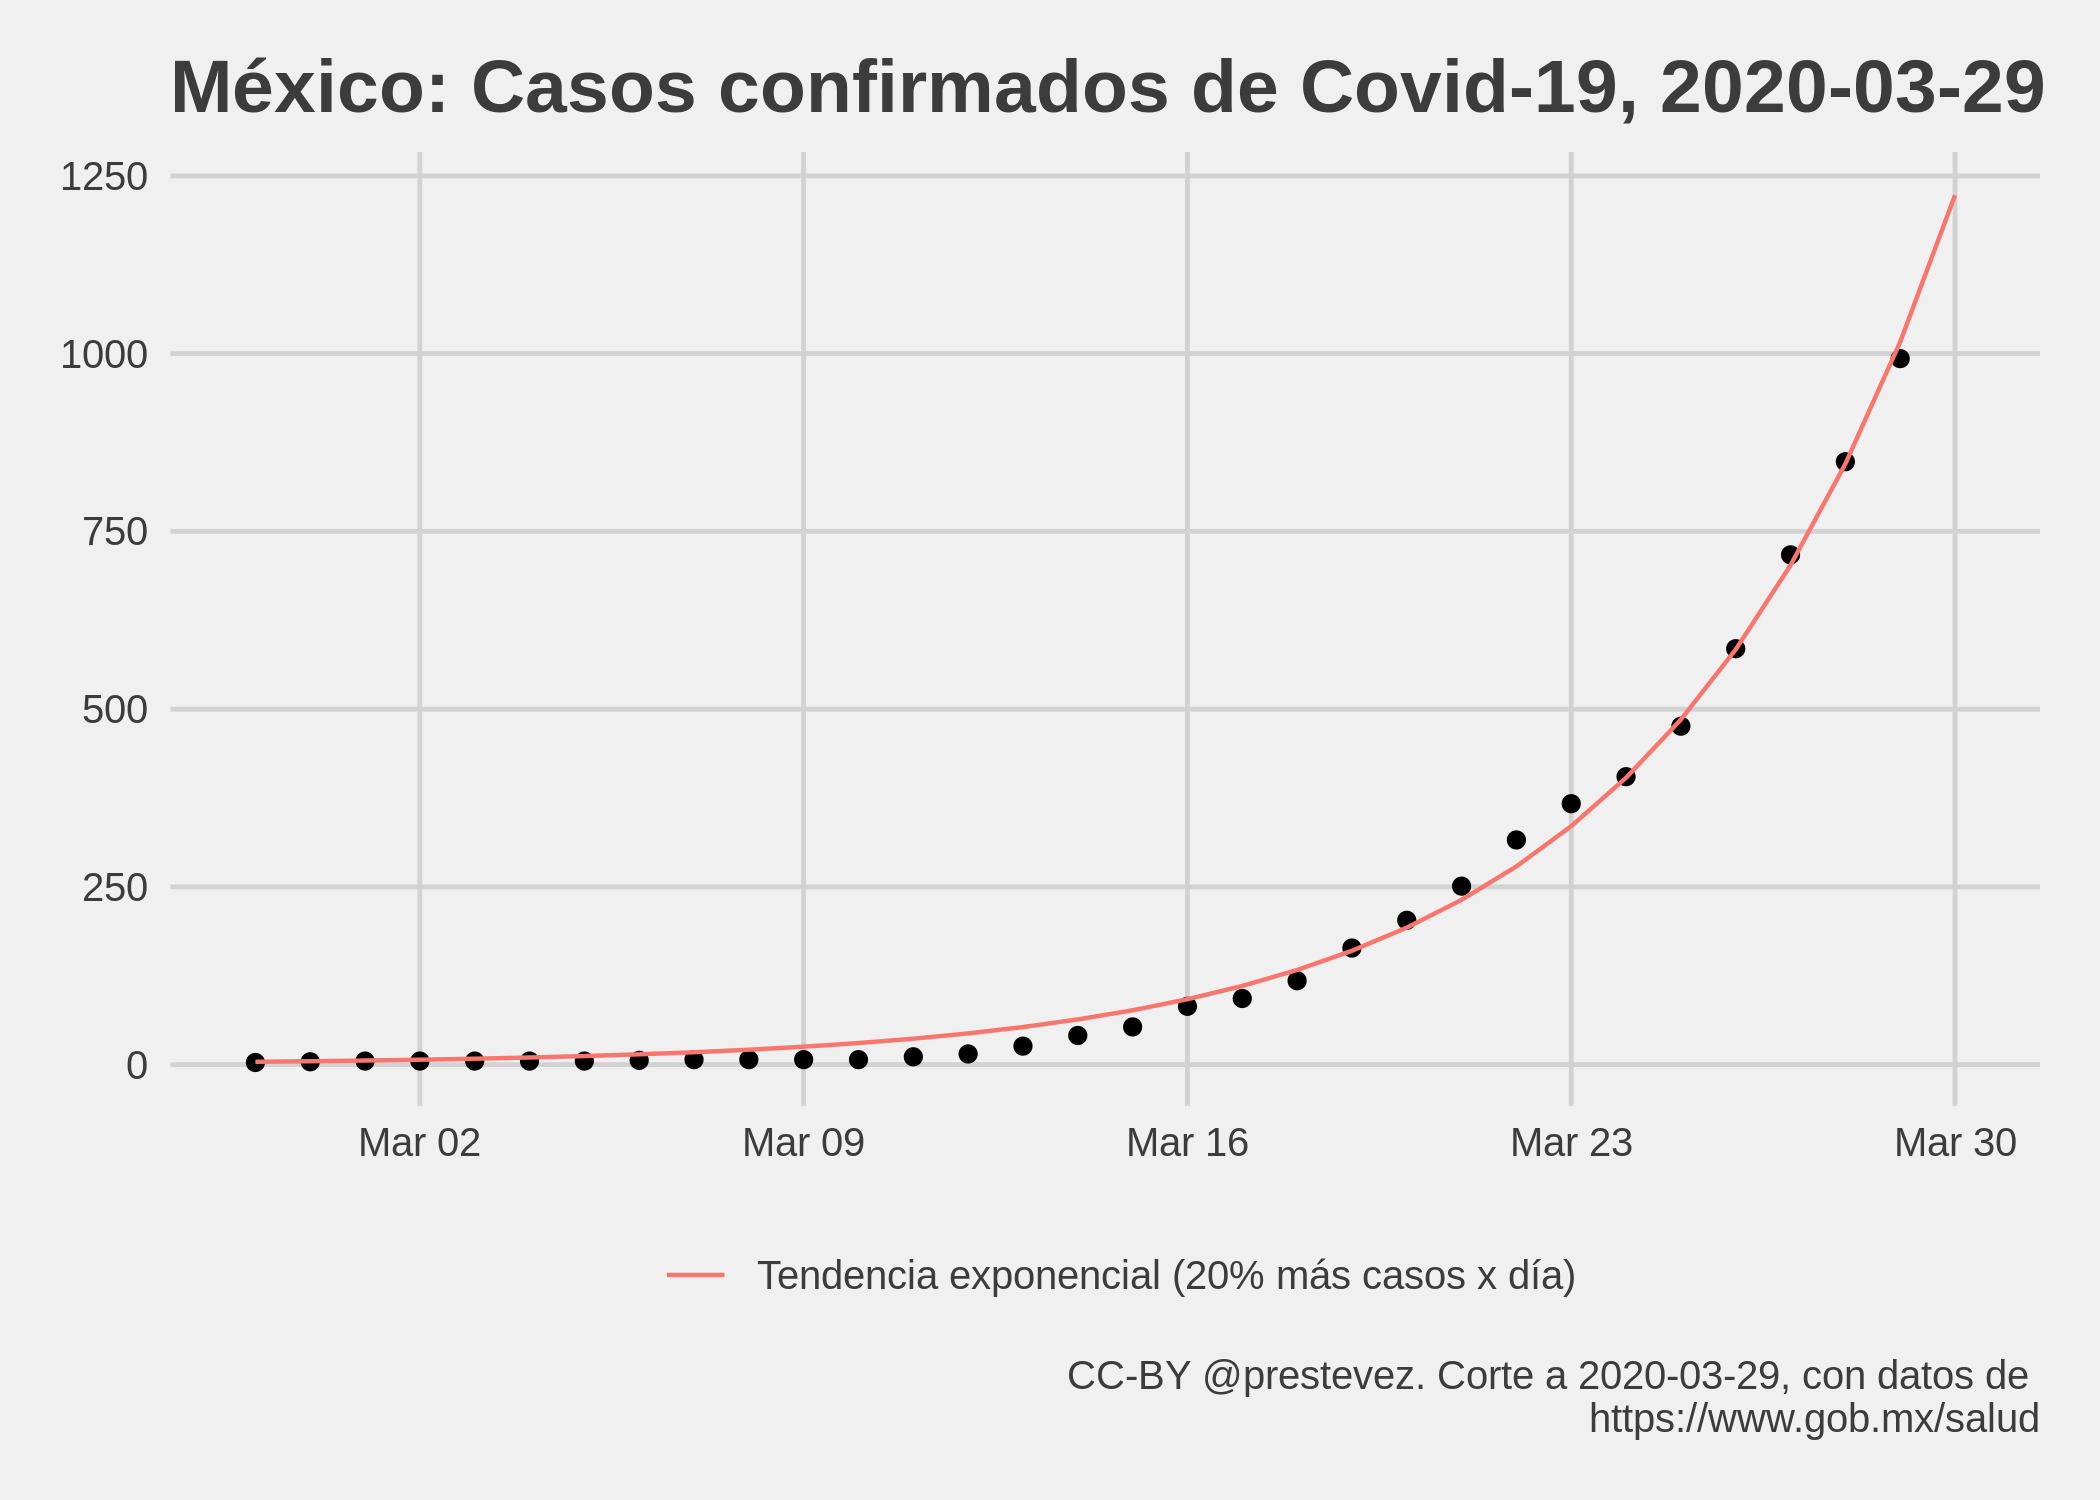 México: Casos confirmados de Covid-19, 2020-03-29
1250
1000
750
500
250
0
Mar 02 Mar 09 Mar 16 Mar 23 Mar 30
Tendencia exponencial (20% más casos x día)
CC-BY @prestevez. Corte a 2020-03-29, con datos de
https://www.gob.mx/salud